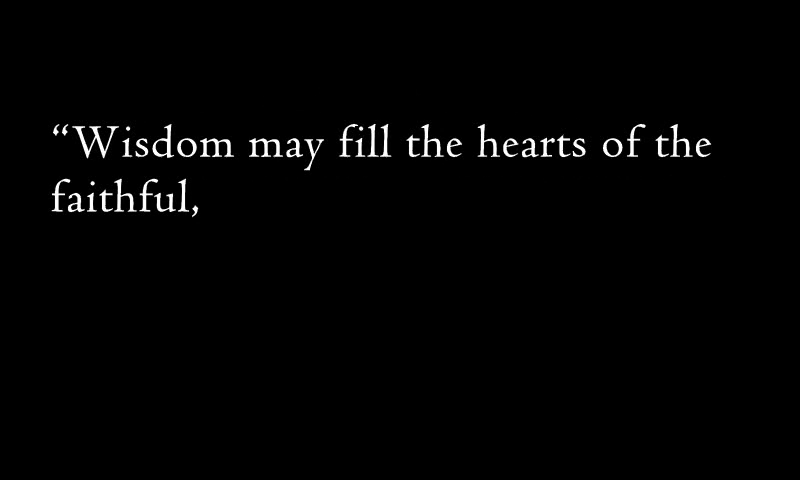 “Wisdom may fill the hearts of the
faithful,